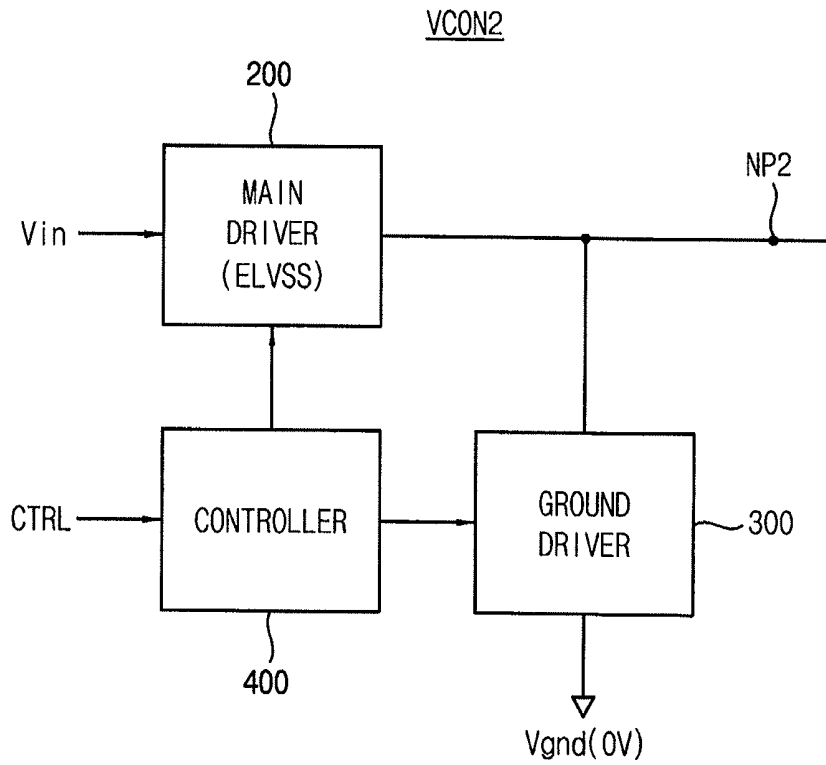 VCON2
200
MAIN
DRIVER
(ELVSS)
NP2
Vin
CTRL
CONTROLLER
GROUND
DRIVER
300
400
Vgnd(0V)